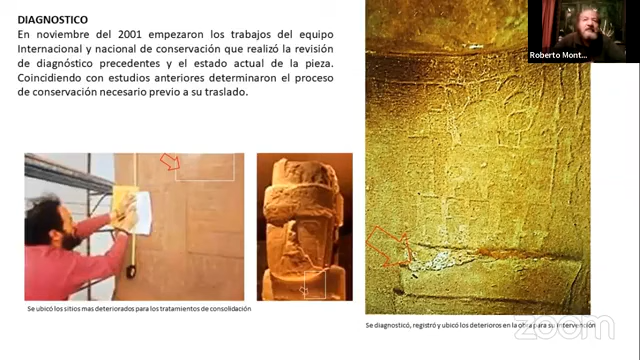 DIAGNOSTICO
En noviembre del 2001 empezaron los trabajos del equipo
Internacional y nacional de conservación que realizó la revisión
de diagnóstico precedentes y el estado actual de la pieza.
Coincidiendo con estudios anteriores determinaron el proceso
de conservación necesario previo a su traslado.
Roberto Mont...
Se ubicó los sitios mas deteriorados para los tratamientos de consolidación
Se diagnosticó, registró y ubicó los deterioros en la obra para su intervención
zoom